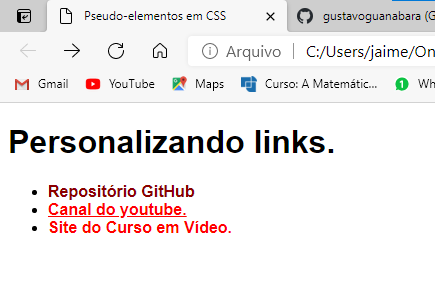 Pseudo-elementos em CSS
gustavoguanabara (G
Arquivo
C:/Users/jaime/On
Gmail
YouTube
Maps
Curso: A Matemátic...
Wh
Personalizando links.
Repositório GitHub
Canal do youtube.
Site do Curso em Vídeo.